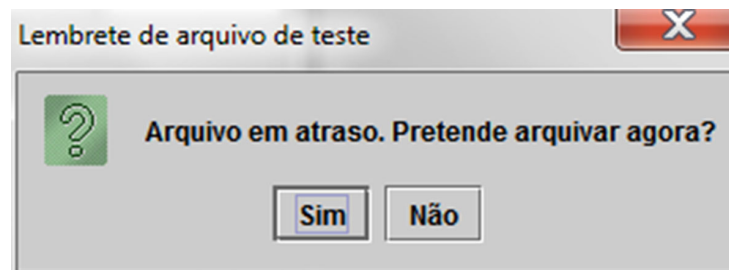 Lembrete de arquivo de teste
Arquivo em atraso. Pretende arquivar agora?
Sim Não